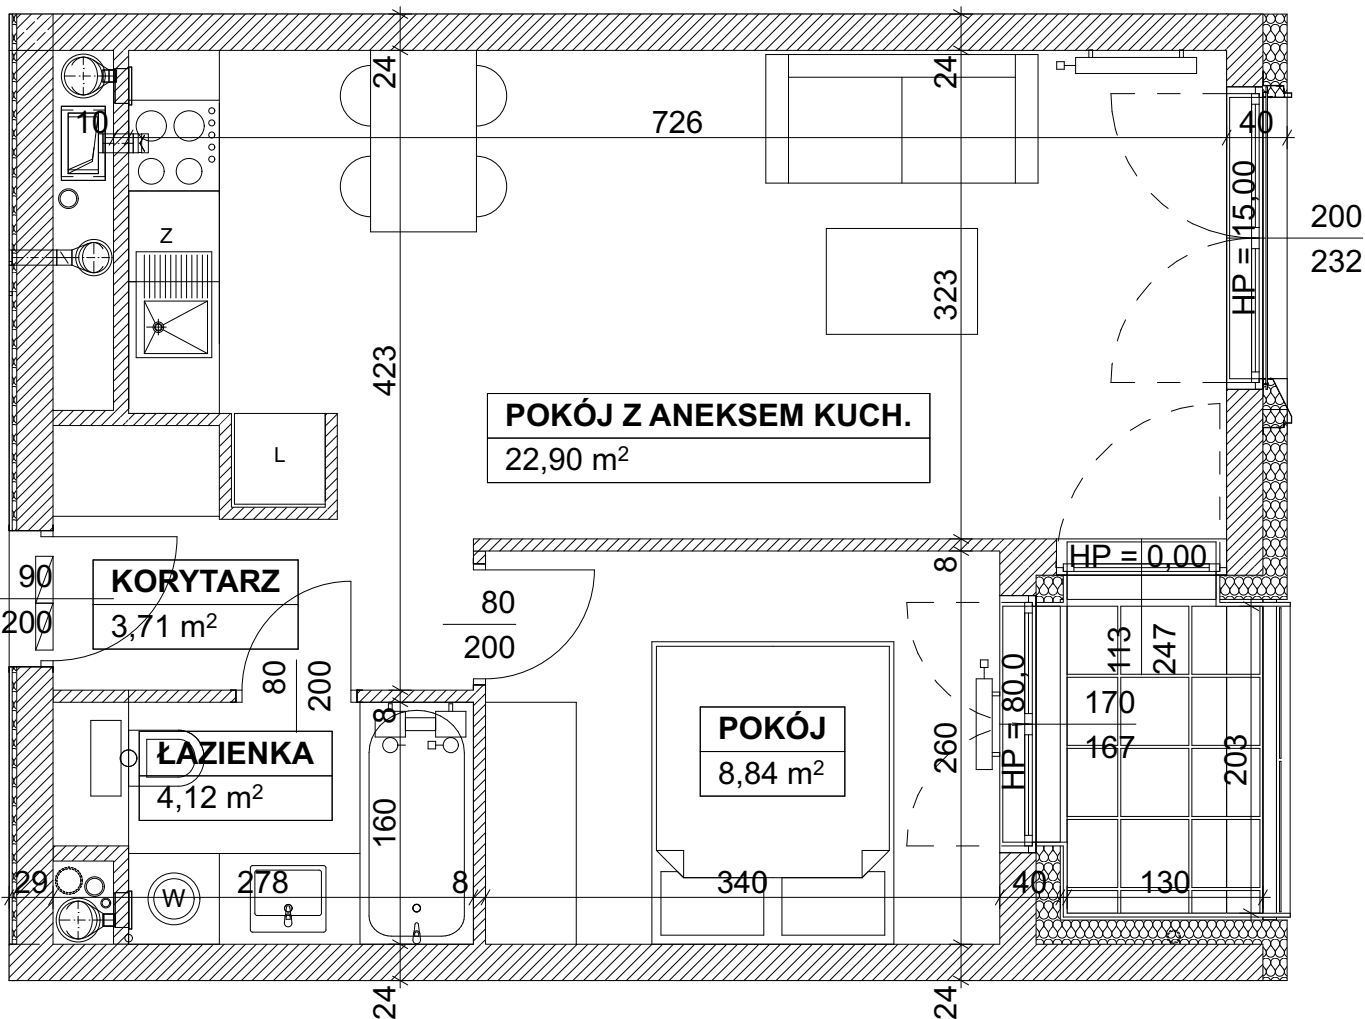 24
24
10
726
40
HP = 15,00
200
232
Z
323
423
POKÓJ Z ANEKSEM KUCH.
22,90 m²
L
8
HP = 0,00
90
200
KORYTARZ
3,71 m²
80
200
80
200
113
247
HP = 80,0
170
167
8
POKÓJ
8,84 m²
260
203
ŁAZIENKA
4,12 m²
160
29
W
278
8
340
40
130
24
24